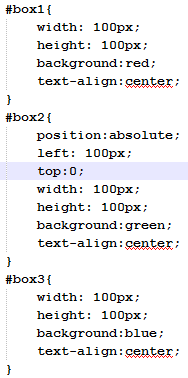 #box1{
    width: 100px;
    height: 100px;
    background:red;
    text-align:center;
}
#box2{
    position:absolute;
    left: 100px;
    top:0;
    width: 100px;
    height: 100px;
    background:green;
    text-align:center;
}
#box3{
    width: 100px;
    height: 100px;
    background:blue;
    text-align:center;
}